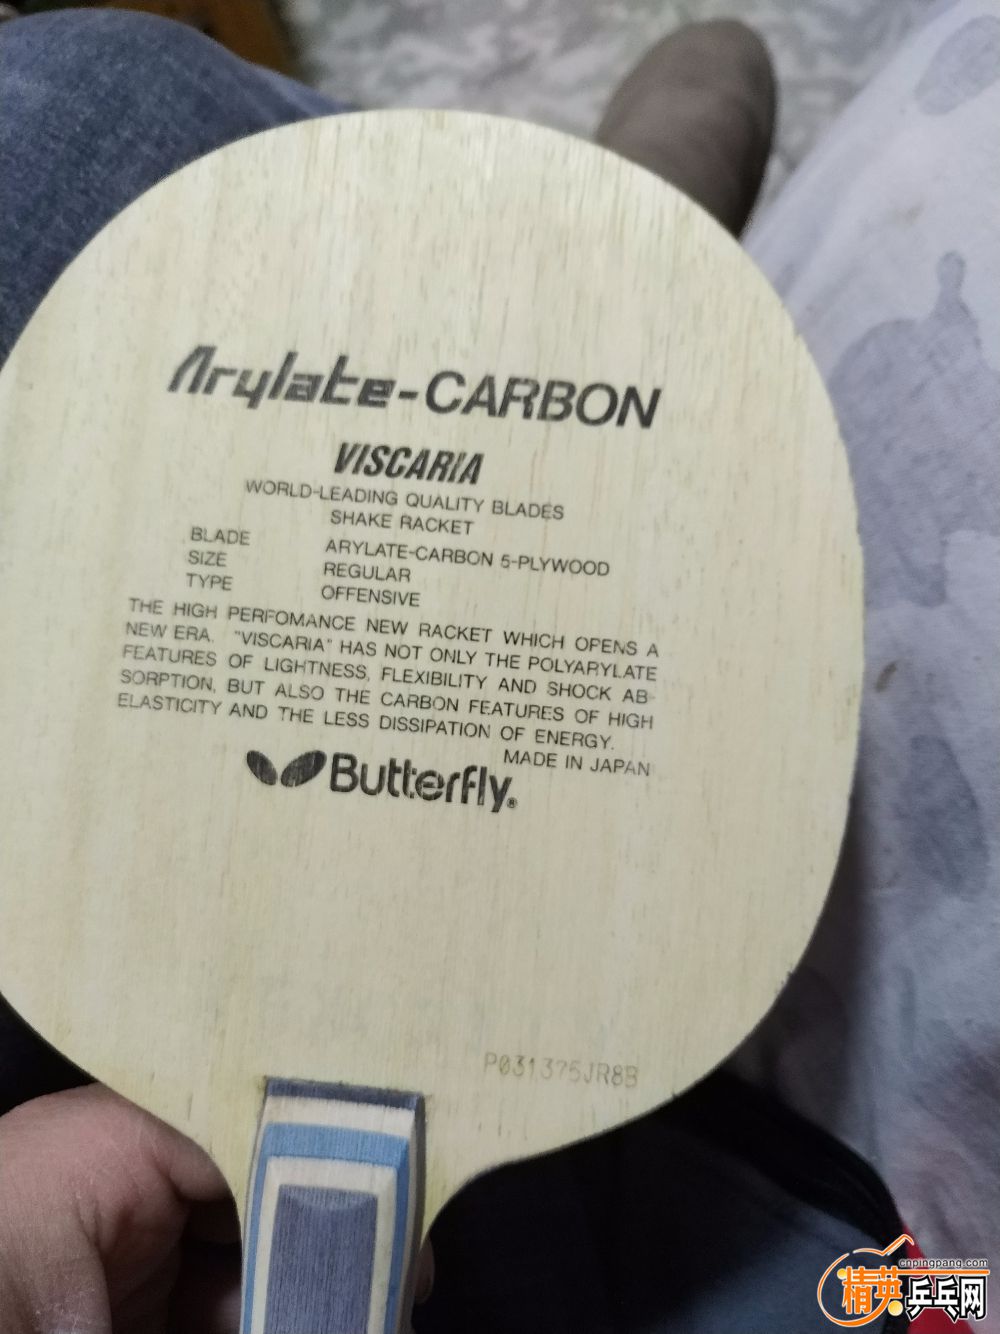 Arylate-CARBON
VISCARIA
WORLD-LEADING QUALITY BLADES
SHAKE RACKET
BLADE ARYLATE-CARBON 5-PLYWOOD
SIZE REGULAR
TYPE OFFENSIVE
THE HIGH PERFOMANCE NEW RACKET WHICH OPENS A
NEW ERA. "VISCARIA" HAS NOT ONLY THE POLYARYLATE
FEATURES OF LIGHTNESS, FLEXIBILITY AND SHOCK AB-
SORPTION, BUT ALSO THE CARBON FEATURES OF HIGH
ELASTICITY AND THE LESS DISSIPATION OF ENERGY.
MADE IN JAPAN
Butterfly®
P031375JR8B
cnpingpang.com
精英乒乓网